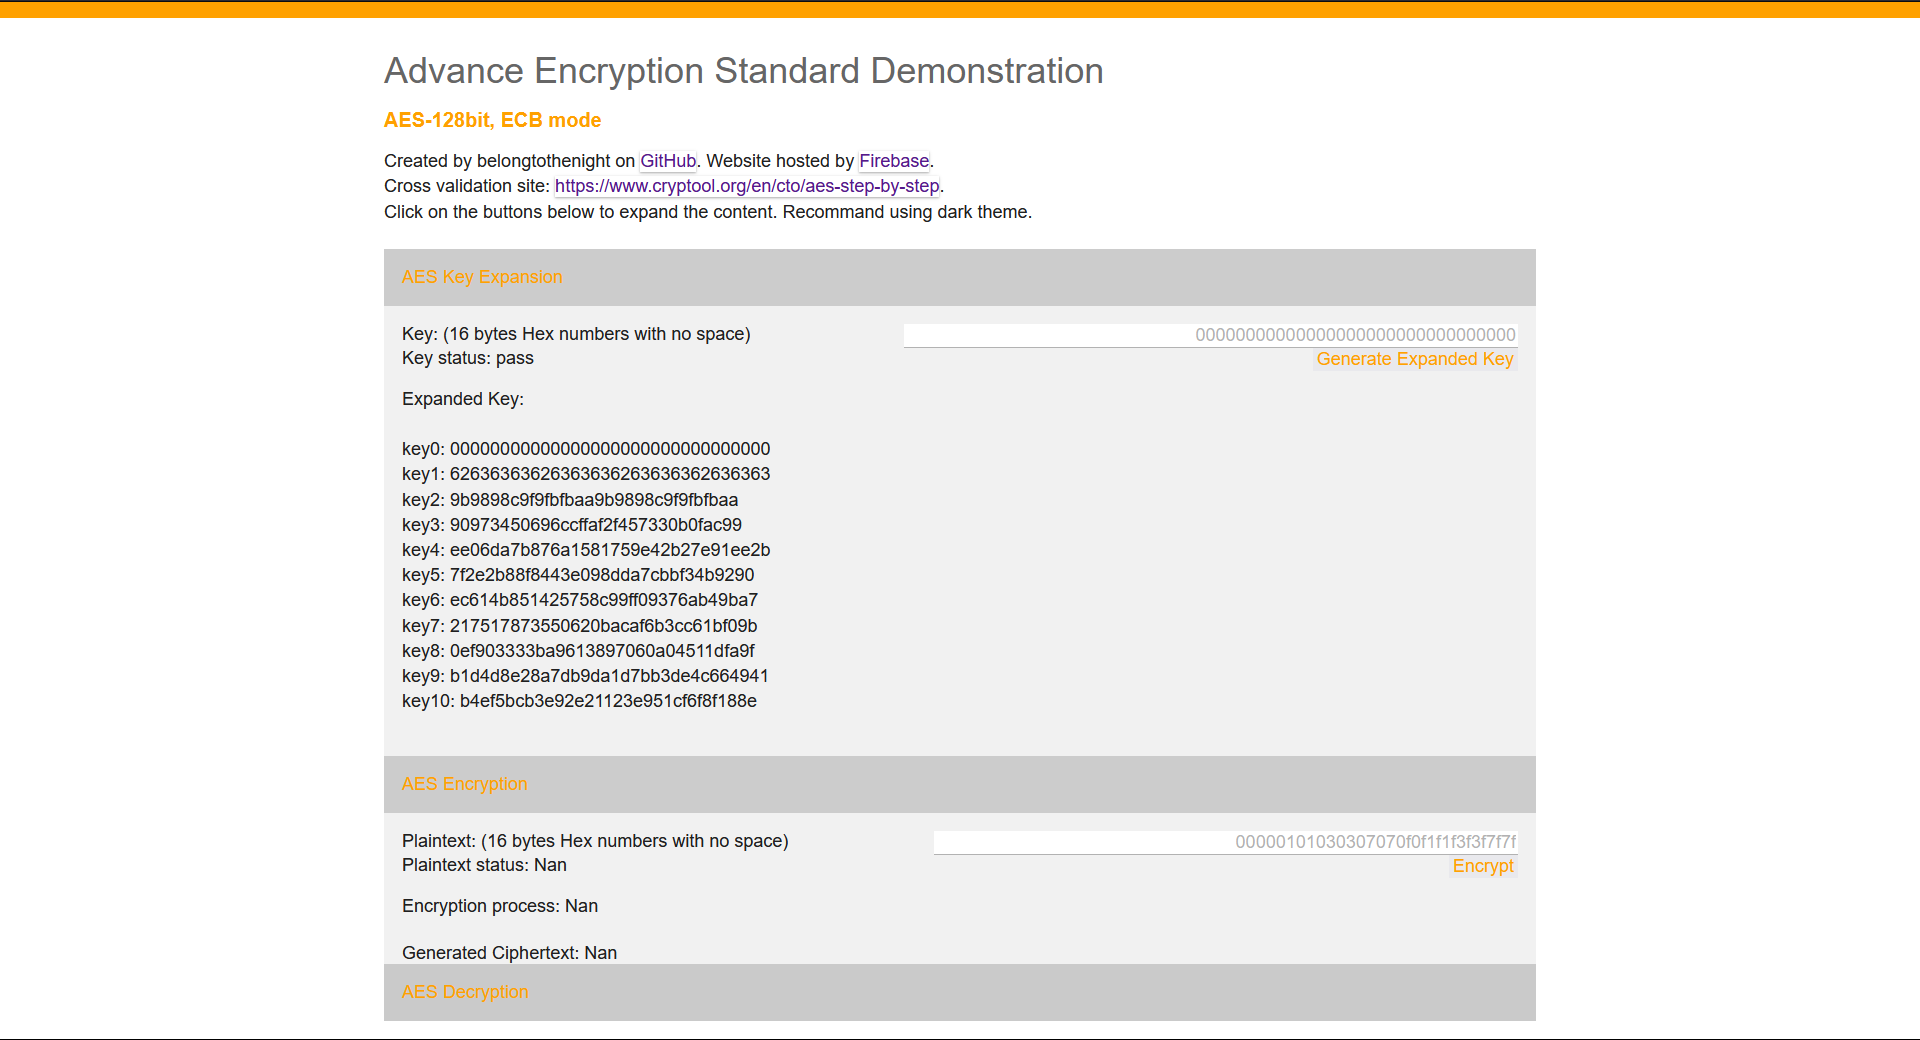 Advance Encryption Standard Demonstration
AES-128bit, ECB mode
Created by belongtothenight on GitHub. Website hosted by Firebase.
Cross validation site: https://www.cryptool.org/en/cto/aes-step-by-step.
Click on the buttons below to expand the content. Recommand using dark theme.
AES Key Expansion
Key: (16 bytes Hex numbers with no space) 00000000000000000000000000000000
Key status: pass Generate Expanded Key
Expanded Key:
key0: 00000000000000000000000000000000
key1: 62636363626363636263636362636363
key2: 9b9898c9f9fbfbaa9b9898c9f9fbfbaa
key3: 90973450696ccffaf2f457330b0fac99
key4: ee06da7b876a1581759e42b27e91ee2b
key5: 7f2e2b88f8443e098dda7cbbf34b9290
key6: ec614b851425758c99ff09376ab49ba7
key7: 217517873550620bacaf6b3cc61bf09b
key8: 0ef903333ba9613897060a04511dfa9f
key9: b1d4d8e28a7db9da1d7bb3de4c664941
key10: b4ef5bcb3e92e21123e951cf6f8f188e
AES Encryption
Plaintext: (16 bytes Hex numbers with no space) 00000101030307070f0f1f1f3f3f7f7f
Plaintext status: Nan Encrypt
Encryption process: Nan
Generated Ciphertext: Nan
AES Decryption